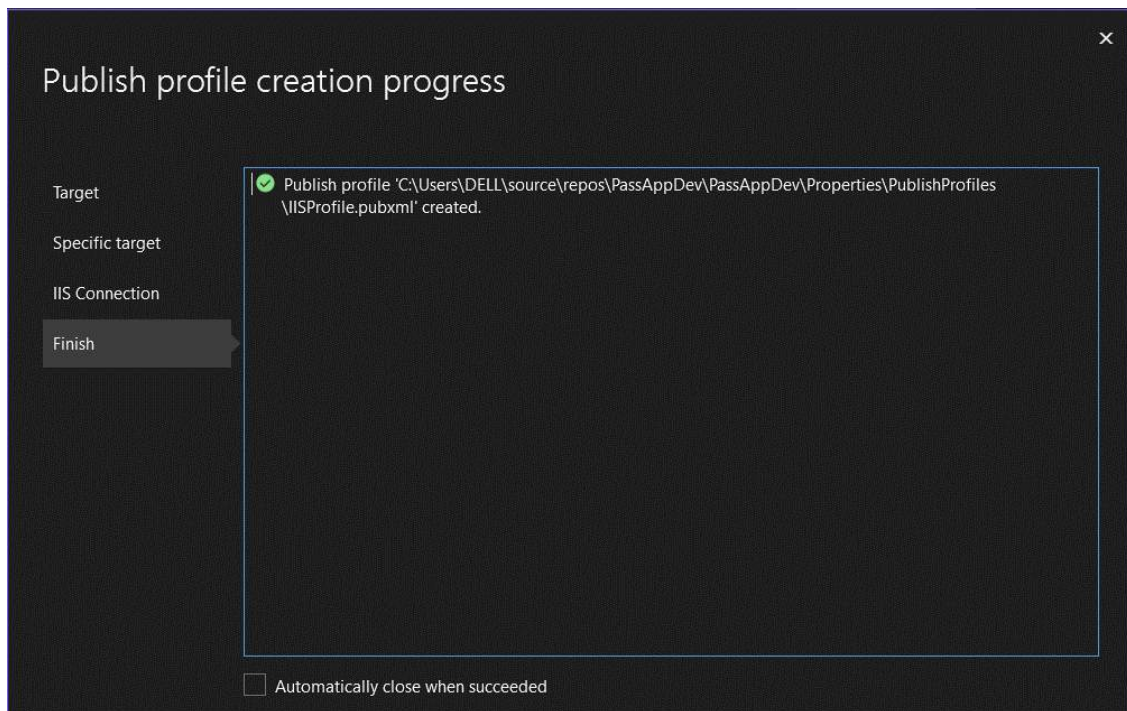 Publish profile creation progress
Target
Specific target
IIS Connection
Finish
Publish profile 'C:\Users\DELL\source\repos\PassAppDev\PassAppDev\Properties\PublishProfiles
\IISProfile.pubxml' created.
Automatically close when succeeded